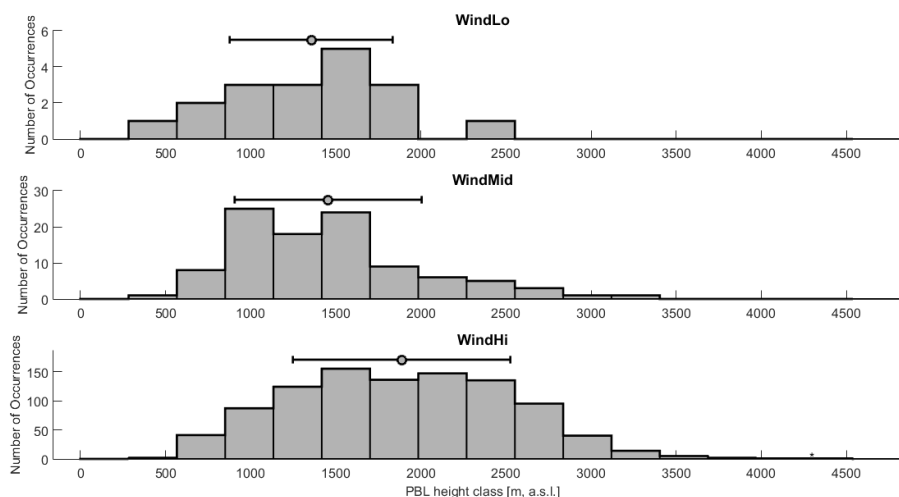 WindLo
Number of Occurrences
6
4
2
0
0 500 1000 1500 2000 2500 3000 3500 4000 4500
WindMid
Number of Occurrences
30
20
10
0
0 500 1000 1500 2000 2500 3000 3500 4000 4500
WindHi
Number of Occurrences
150
100
50
0
*
0 500 1000 1500 2000 2500 3000 3500 4000 4500
PBL height class [m, a.s.l.]